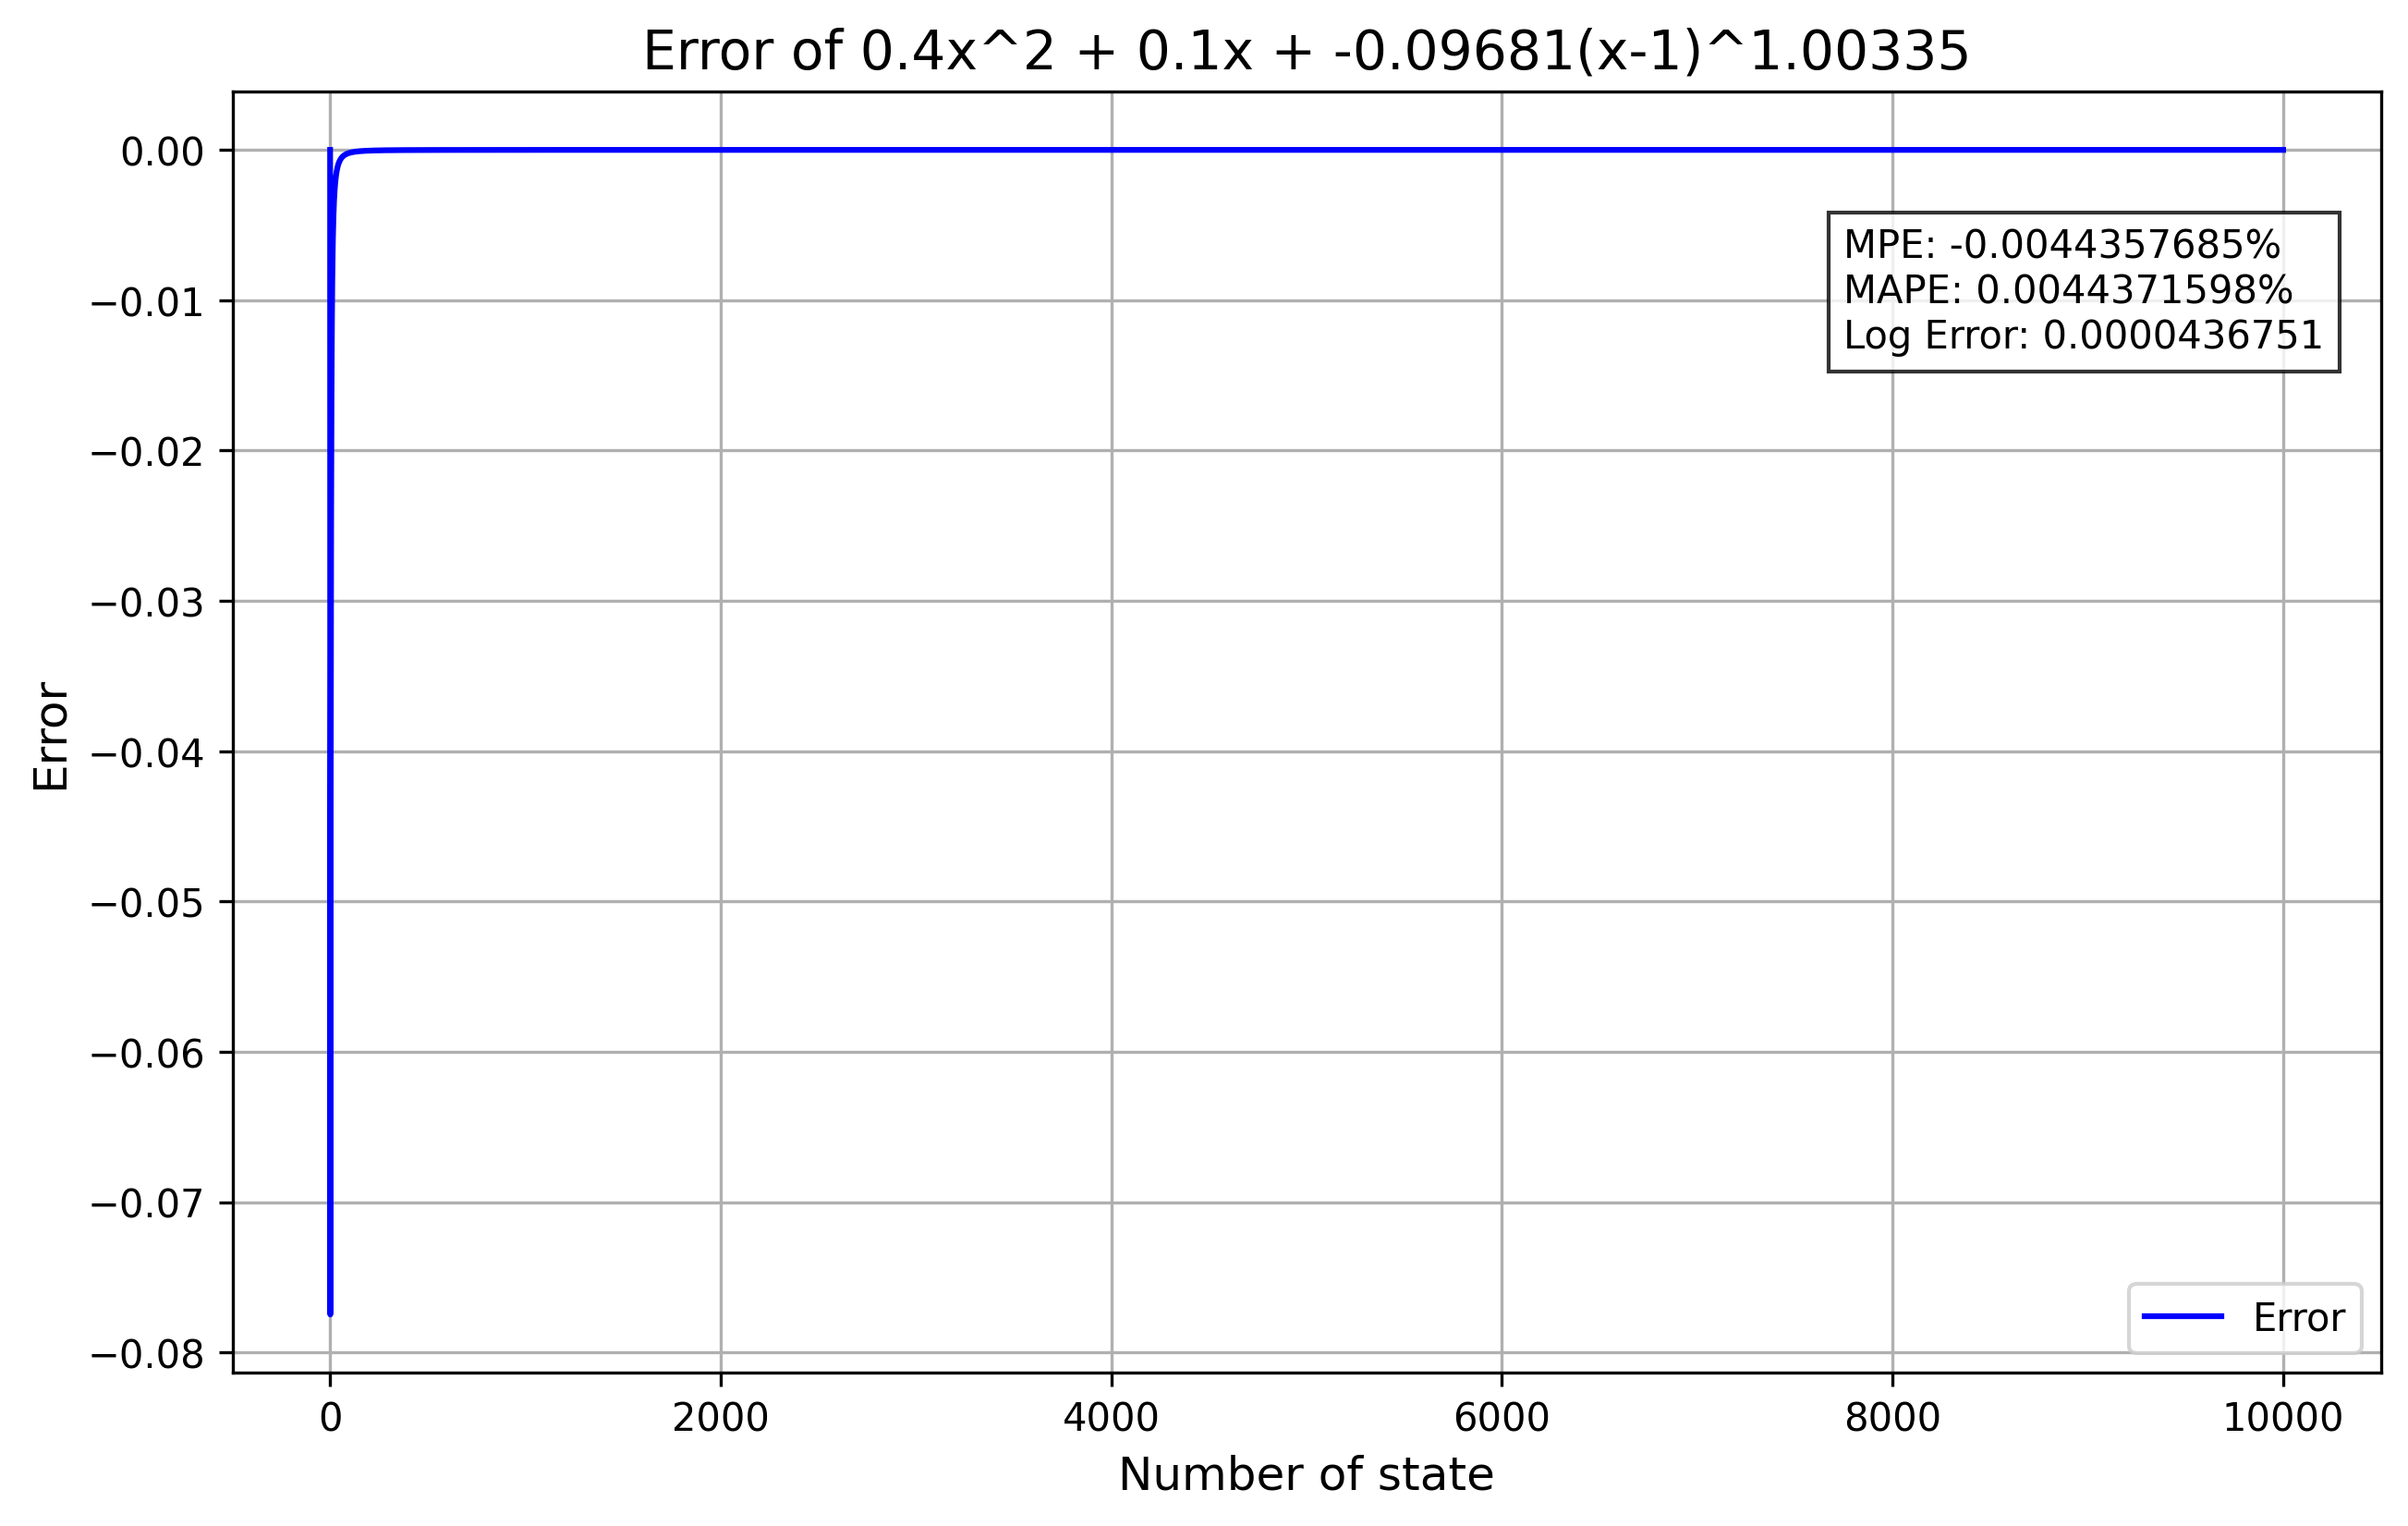 Error of 0.4x^2 + 0.1x + -0.09681(x-1)^1.00335
0.00
−0.01
−0.02
−0.03
−0.04
−0.05
−0.06
−0.07
−0.08
Error
MPE: -0.0044357685%
MAPE: 0.0044371598%
Log Error: 0.0000436751
Error
0 2000 4000 6000 8000 10000
Number of state